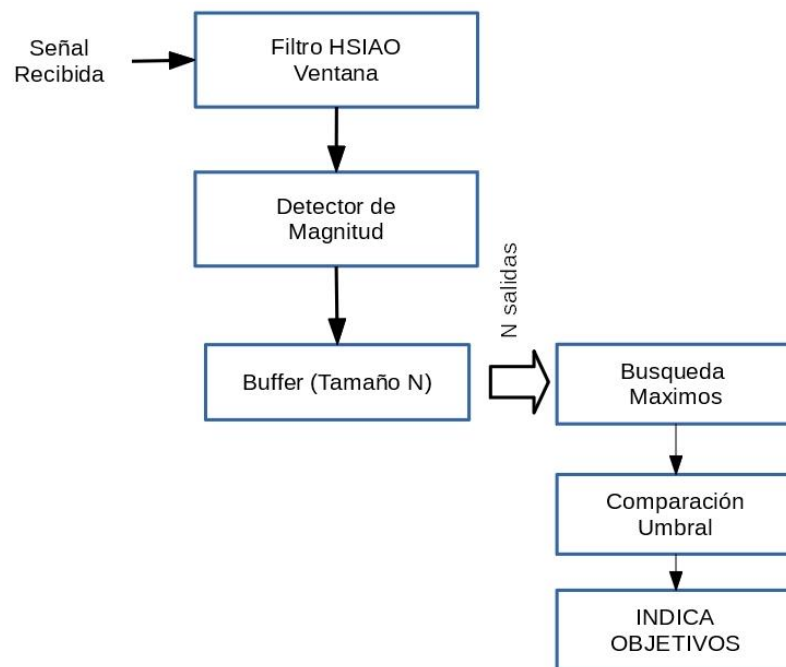 Señal
Recibida
Filtro HSIAO
Ventana
Detector de
Magnitud
Buffer (Tamaño N)
N salidas
Busqueda
Maximos
Comparación
Umbral
INDICA
OBJETIVOS